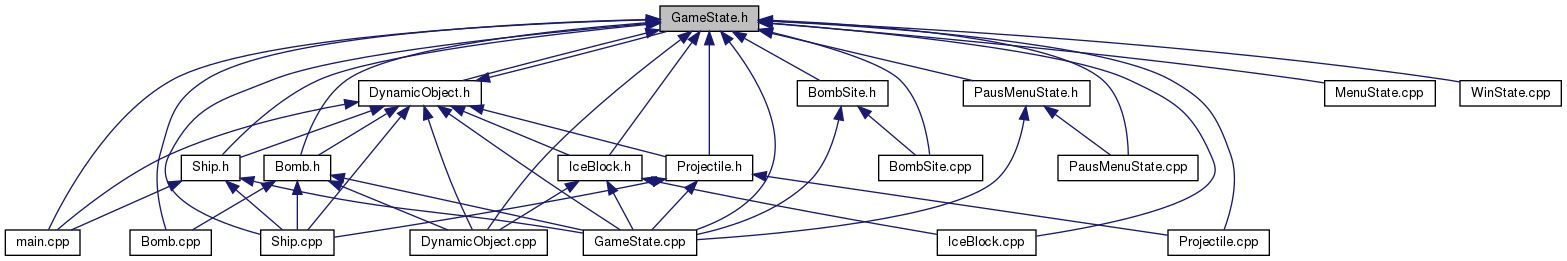 GameState.h
DynamicObject.h
BombSite.h
PausMenuState.h
MenuState.cpp
WinState.cpp
Ship.h
Bomb.h
IceBlock.h
Projectile.h
BombSite.cpp
PausMenuState.cpp
main.cpp
Bomb.cpp
Ship.cpp
DynamicObject.cpp
GameState.cpp
IceBlock.cpp
Projectile.cpp